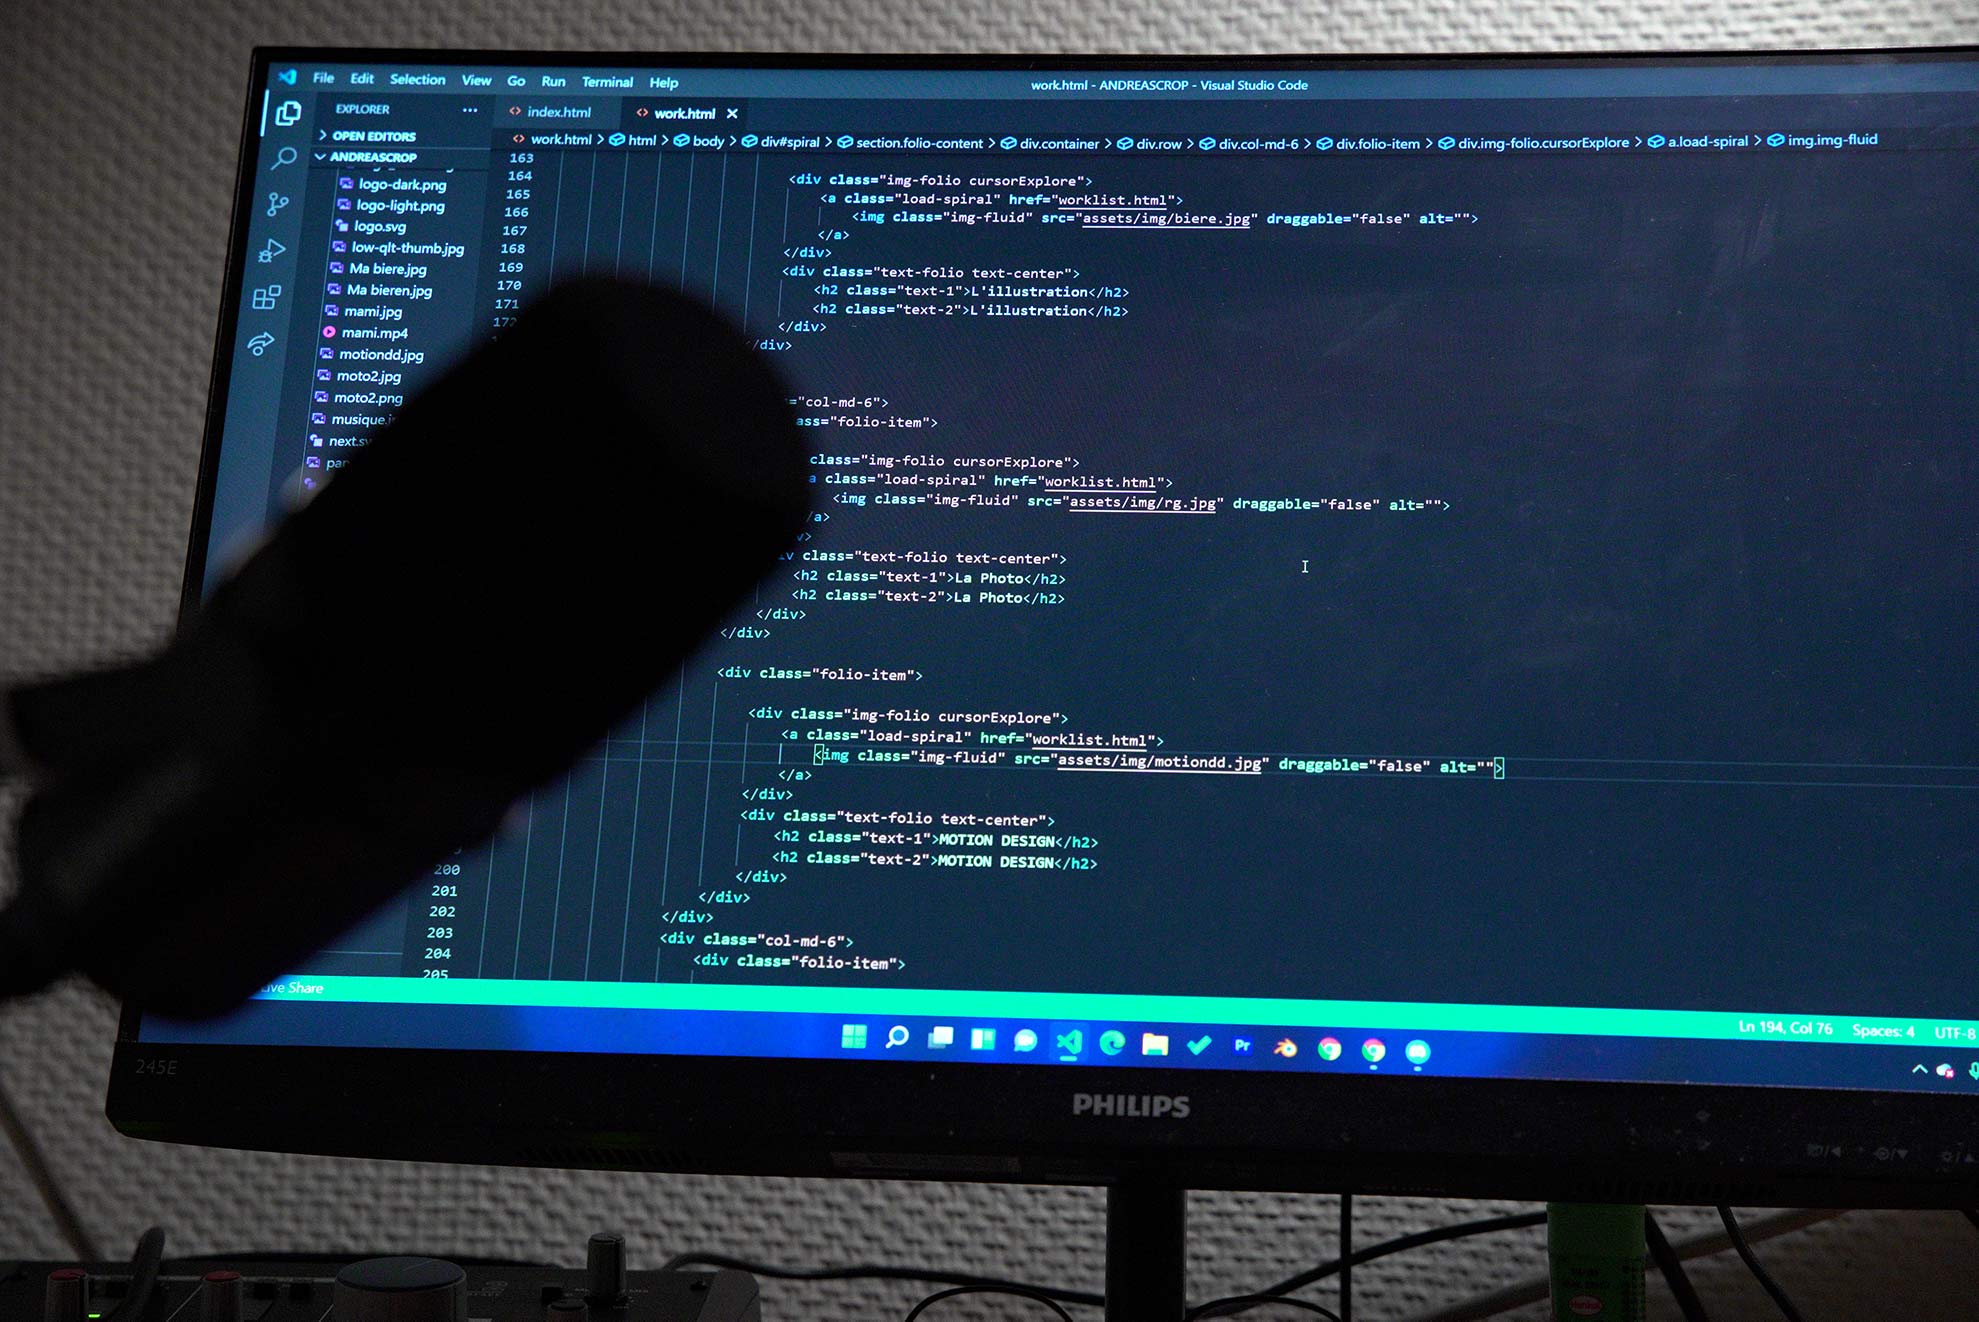 File Edit Selection View Go Run Terminal Help
work.html - ANDREASCROP - Visual Studio Code
EXPLORER ...
index.html
work.html
OPEN EDITORS
ANDREASCROP
logo-dark.png
logo-light.png
logo.svg
low-qlt-thumb.jpg
Ma biere.jpg
Ma bieren.jpg
mami.jpg
mami.mp4
motiondd.jpg
moto2.jpg
moto2.png
musique.j
next.sv
par
work.html > html > body > div#spiral > section.folio-content > div.container > div.row > div.col-md-6 > div.folio-item > div.img-folio.cursorExplore > a.load-spiral > img.img-fluid
163
164 <div class="img-folio cursorExplore">
165 <a class="load-spiral" href="worklist.html">
166 <img class="img-fluid" src="assets/img/biere.jpg" draggable="false" alt="">
167 </a>
168 </div>
169 <div class="text-folio text-center">
170 <h2 class="text-1">L'illustration</h2>
171 <h2 class="text-2">L'illustration</h2>
172 </div>
/div>
="col-md-6">
ass="folio-item">
class="img-folio cursorExplore">
a class="load-spiral" href="worklist.html">
<img class="img-fluid" src="assets/img/rg.jpg" draggable="false" alt="">
/a>
v>
v class="text-folio text-center">
<h2 class="text-1">La Photo</h2>
<h2 class="text-2">La Photo</h2>
</div>
</div>
<div class="folio-item">
<div class="img-folio cursorExplore">
<a class="load-spiral" href="worklist.html">
<img class="img-fluid" src="assets/img/motiondd.jpg" draggable="false" alt="">
</a>
</div>
<div class="text-folio text-center">
<h2 class="text-1">MOTION DESIGN</h2>
<h2 class="text-2">MOTION DESIGN</h2>
200 </div>
201 </div>
202 </div>
203 <div class="col-md-6">
204 <div class="folio-item">
205
Live Share
Ln 194, Col 76 Spaces: 4 UTF-8
Pr
245E
PHILIPS